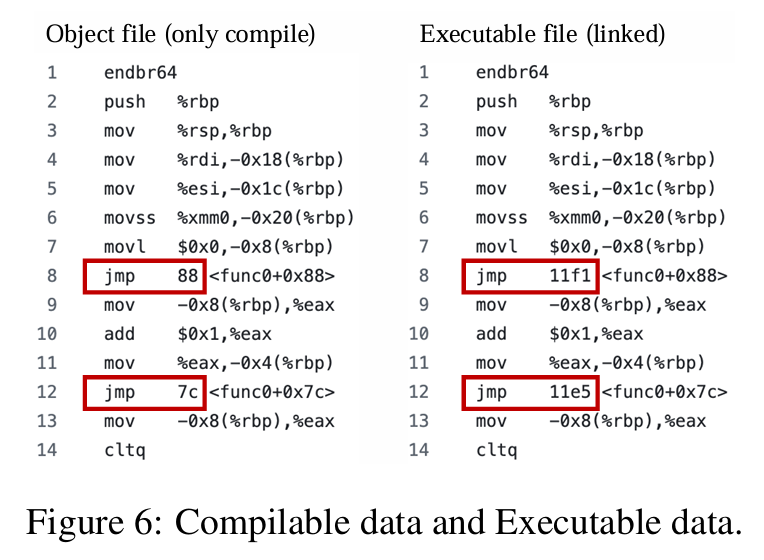 Object file (only compile)
1 endbr64
2 push %rbp
3 mov %rsp,%rbp
4 mov %rdi,-0x18(%rbp)
5 mov %esi,-0x1c(%rbp)
6 movss %xmm0,-0x20(%rbp)
7 movl $0x0,-0x8(%rbp)
8 jmp 88 <func0+0x88>
9 mov -0x8(%rbp),%eax
10 add $0x1,%eax
11 mov %eax,-0x4(%rbp)
12 jmp 7c <func0+0x7c>
13 mov -0x8(%rbp),%eax
14 cltq
Executable file (linked)
1 endbr64
2 push %rbp
3 mov %rsp,%rbp
4 mov %rdi,-0x18(%rbp)
5 mov %esi,-0x1c(%rbp)
6 movss %xmm0,-0x20(%rbp)
7 movl $0x0,-0x8(%rbp)
8 jmp 11f1 <func0+0x88>
9 mov -0x8(%rbp),%eax
10 add $0x1,%eax
11 mov %eax,-0x4(%rbp)
12 jmp 11e5 <func0+0x7c>
13 mov -0x8(%rbp),%eax
14 cltq
Figure 6: Compilable data and Executable data.